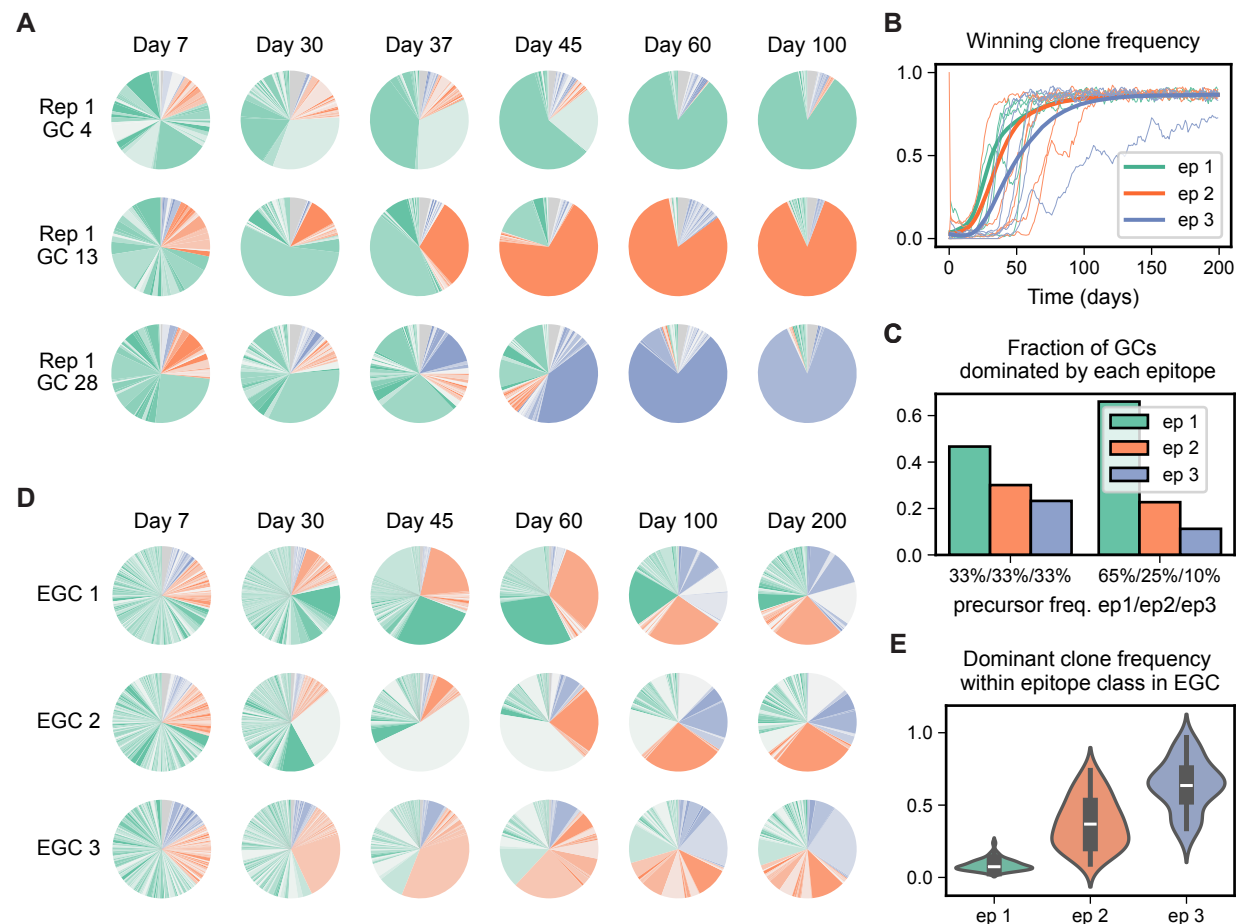 A
Day 7 Day 30 Day 37 Day 45 Day 60 Day 100
Rep 1
GC 4
Rep 1
GC 13
Rep 1
GC 28
B
Winning clone frequency
1.0
0.5
0.0
ep 1
ep 2
ep 3
0 50 100 150 200
Time (days)
C
Fraction of GCs
dominated by each epitope
0.6
0.4
0.2
0.0
ep 1
ep 2
ep 3
33%/33%/33% 65%/25%/10%
precursor freq. ep1/ep2/ep3
D
Day 7 Day 30 Day 45 Day 60 Day 100 Day 200
EGC 1
EGC 2
EGC 3
E
Dominant clone frequency
within epitope class in EGC
1.0
0.5
0.0
ep 1 ep 2 ep 3